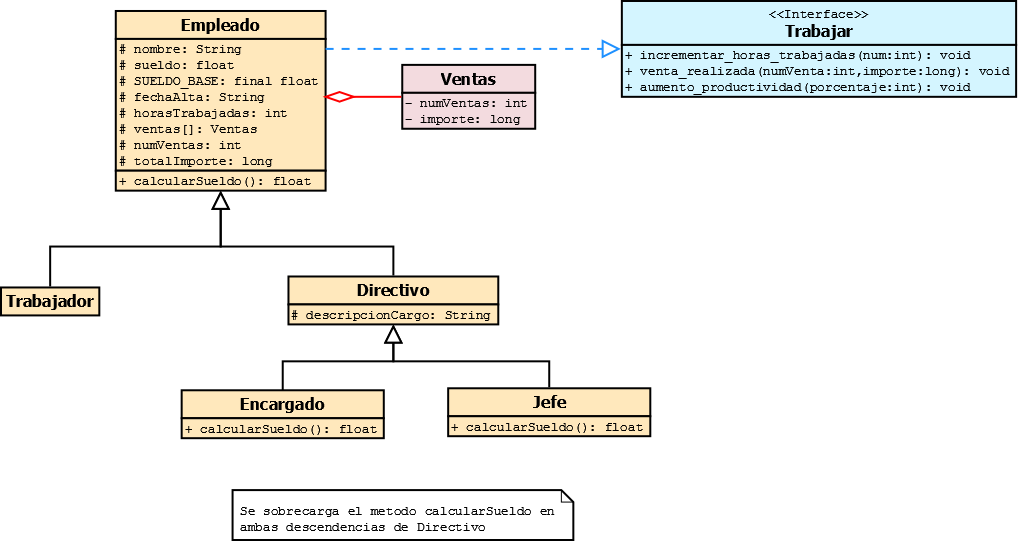 Empleado
# nombre: String
# sueldo: float
# SUELDO_BASE: final float
# fechaAlta: String
# horasTrabajadas: int
# ventas[]: Ventas
# numVentas: int
# totalImporte: long
+ calcularSueldo(): float
<<Interface>>
Trabajar
+ incrementar_horas_trabajadas(num:int): void
+ venta_realizada(numVenta:int,importe:long): void
+ aumento_productividad(porcentaje:int): void
Ventas
- numVentas: int
- importe: long
Trabajador
Directivo
# descripcionCargo: String
Encargado
+ calcularSueldo(): float
Jefe
+ calcularSueldo(): float
Se sobrecarga el metodo calcularSueldo en
ambas descendencias de Directivo